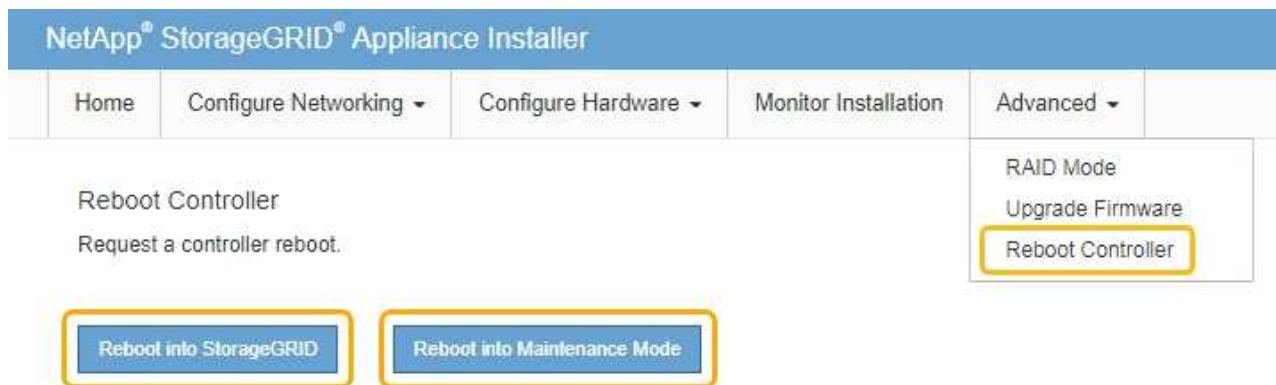 NetApp® StorageGRID® Appliance Installer
Home Configure Networking Configure Hardware Monitor Installation Advanced
RAID Mode
Upgrade Firmware
Reboot Controller
Reboot Controller
Request a controller reboot.
Reboot into StorageGRID Reboot into Maintenance Mode